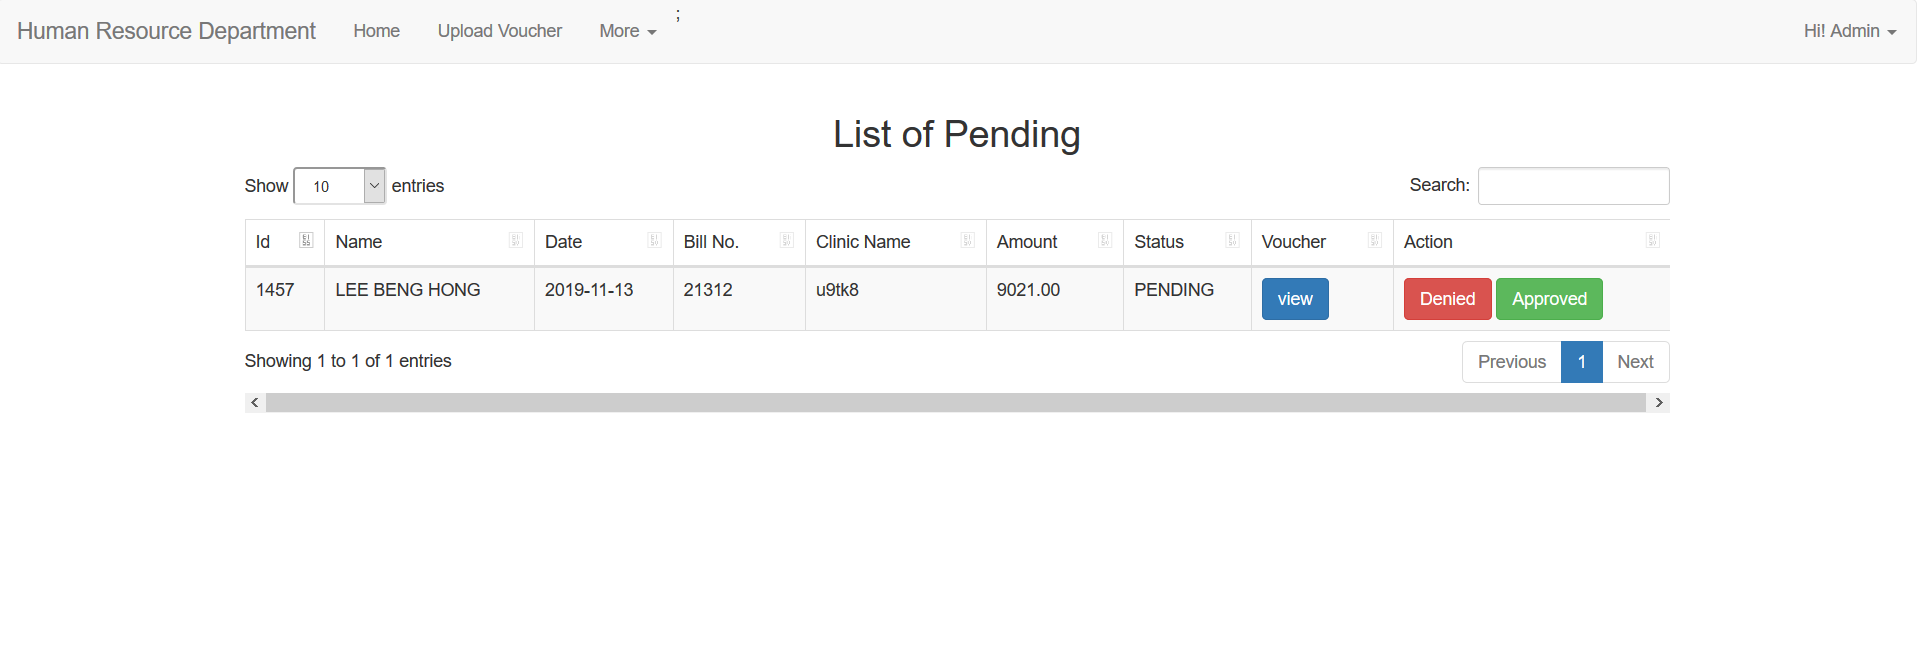 Human Resource Department Home Upload Voucher More ; Hi! Admin
List of Pending
Show 10 entries Search:
Id Name Date Bill No. Clinic Name Amount Status Voucher Action
1457 LEE BENG HONG 2019-11-13 21312 u9tk8 9021.00 PENDING view Denied Approved
Showing 1 to 1 of 1 entries Previous 1 Next